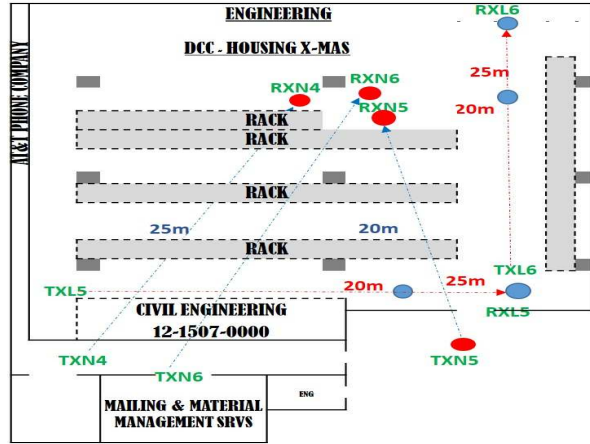 ENGINEERING
RXL6
DCC - HOUSING X-MAS
AT&T PHONE COMPANY
RXN4
RXN6
RXN5
25m
20m
RACK
RACK
RACK
25m
20m
RACK
TXL6
TXL5
20m
25m
RXL5
CIVIL ENGINEERING
12-1507-0000
TXN4
TXN6
TXN5
ENG
MAILING & MATERIAL
MANAGEMENT SRVS